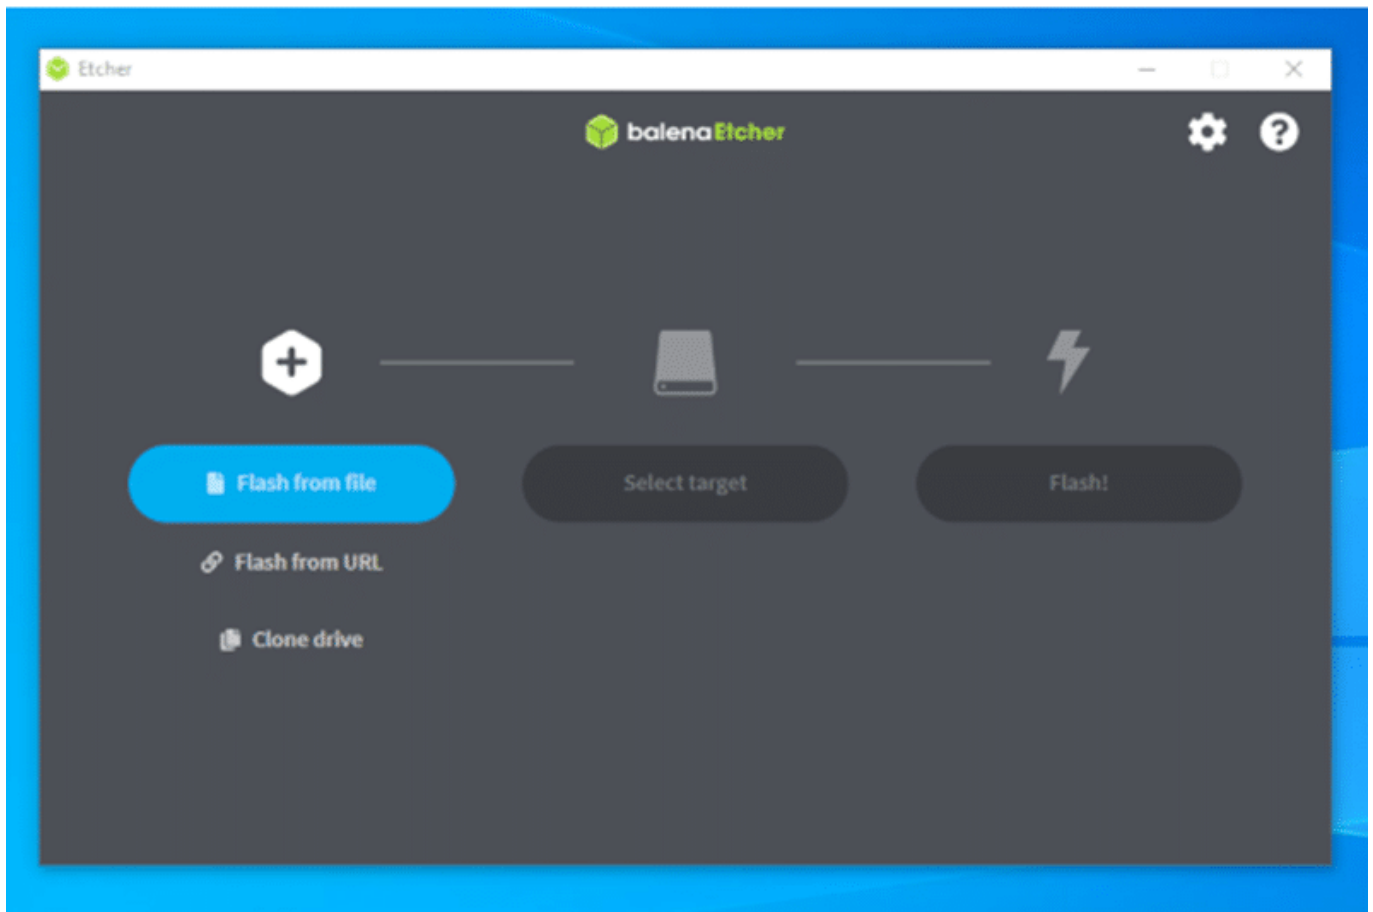 Etcher
balenaEtcher
Flash from file
Select target
Flash!
Flash from URL
Clone drive